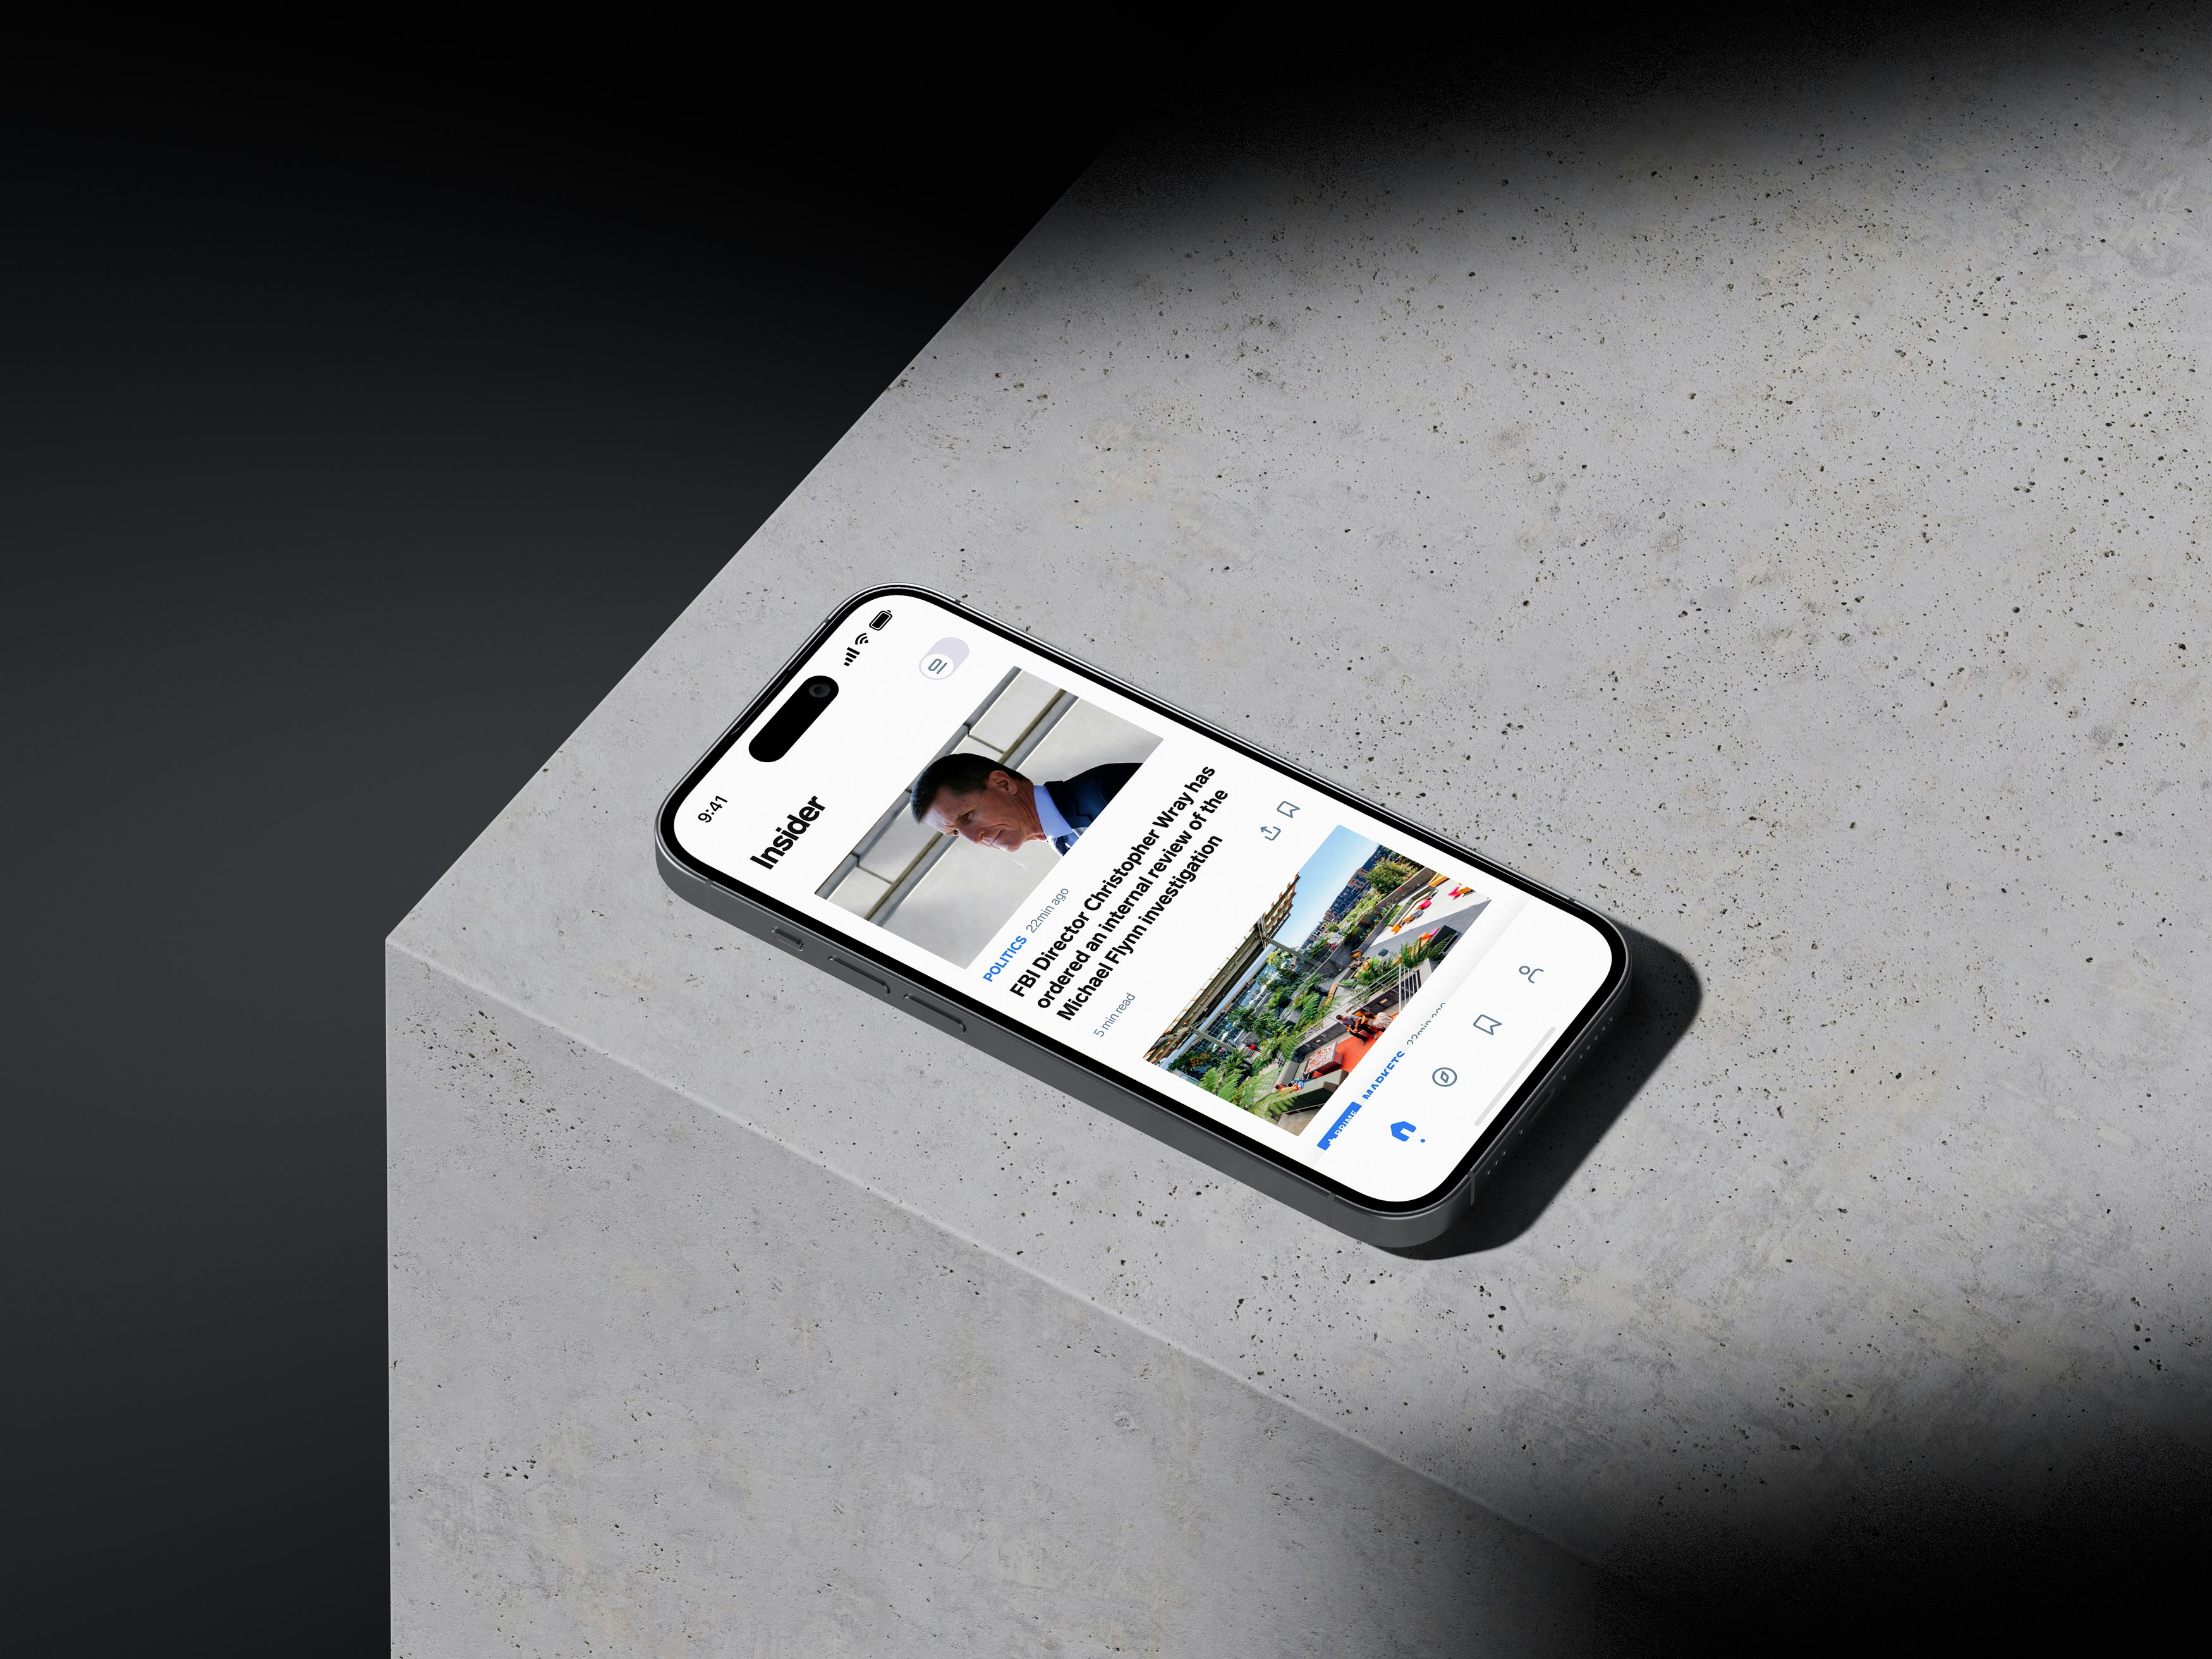 9:41
Insider
POLITICS 22min ago
FBI Director Christopher Wray has
ordered an internal review of the
Michael Flynn investigation
5 min read
PRIME MARKETS 22min ago